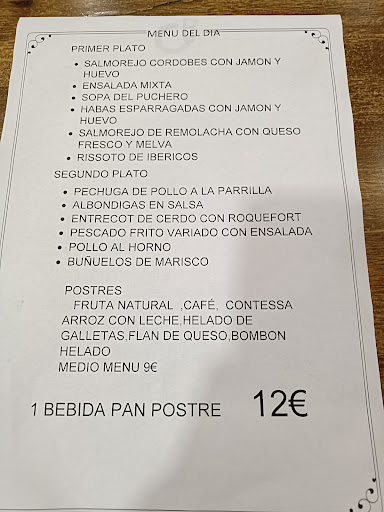 MENU DEL DIA
PRIMER PLATO
• SALMOREJO CORDOBES CON JAMON Y
HUEVO
• ENSALADA MIXTA
• SOPA DEL PUCHERO
• HABAS ESPARRAGADAS CON JAMON Y
HUEVO
• SALMOREJO DE REMOLACHA CON QUESO
FRESCO Y MELVA
• RISSOTO DE IBERICOS
SEGUNDO PLATO
• PECHUGA DE POLLO A LA PARRILLA
• ALBONDIGAS EN SALSA
• ENTRECOT DE CERDO CON ROQUEFORT
• PESCADO FRITO VARIADO CON ENSALADA
• POLLO AL HORNO
• BUÑUELOS DE MARISCO
POSTRES
FRUTA NATURAL ,CAFÉ, CONTESSA
ARROZ CON LECHE,HELADO DE
GALLETAS,FLAN DE QUESO,BOMBON
HELADO
MEDIO MENU 9€
1 BEBIDA PAN POSTRE 12€